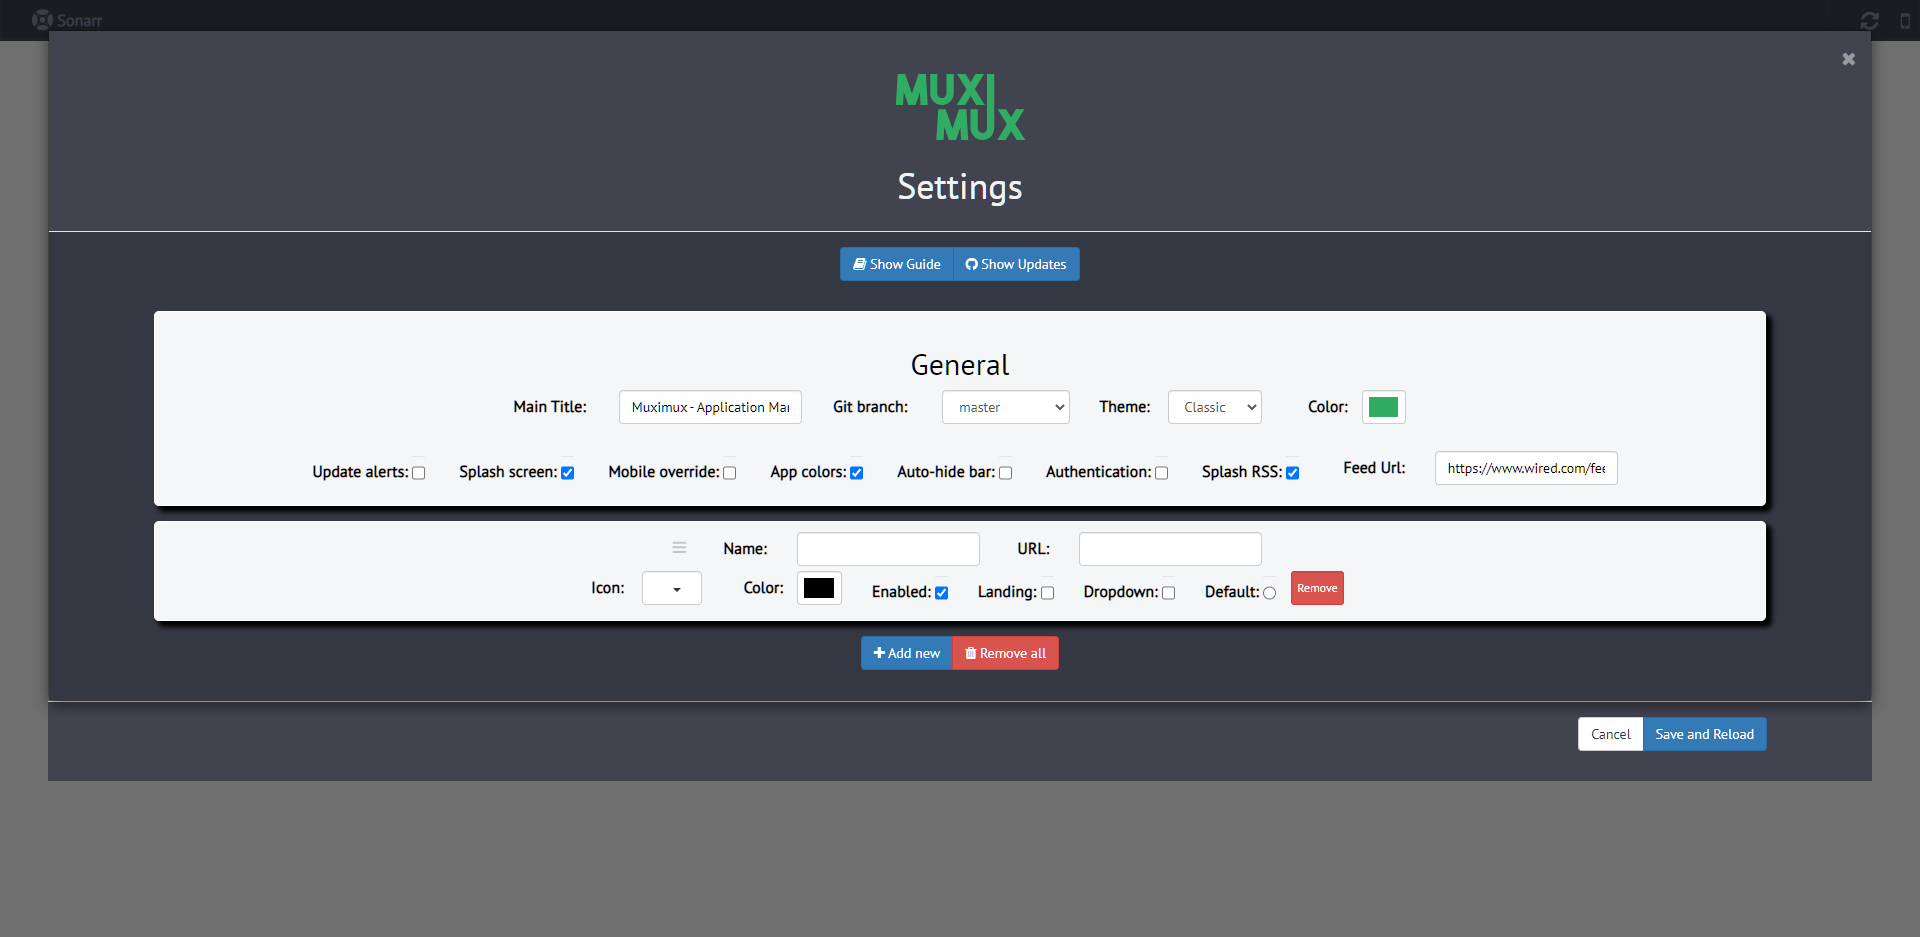 Sonarr
MUXI
MUX
Settings
Show Guide Show Updates
General
Main Title: Muximux - Application Mai Git branch: master Theme: Classic Color:
Update alerts: Splash screen: Mobile override: App colors: Auto-hide bar: Authentication: Splash RSS: Feed Url: https://www.wired.com/fee
Name: URL:
Icon: Color: Enabled: Landing: Dropdown: Default: Remove
Add new Remove all
Cancel Save and Reload